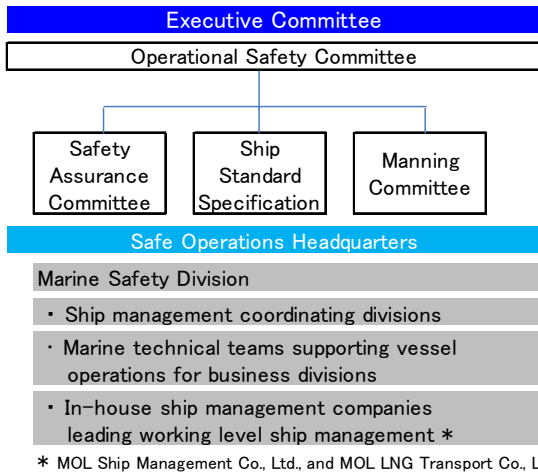 Executive Committee
Operational Safety Committee
Safety
Assurance
Committee
Ship
Standard
Specification
Manning
Committee
Safe Operations Headquarters
Marine Safety Division
・ Ship management coordinating divisions
・ Marine technical teams supporting vessel
operations for business divisions
・ In-house ship management companies
leading working level ship management *
* MOL Ship Management Co., Ltd., and MOL LNG Transport Co., L